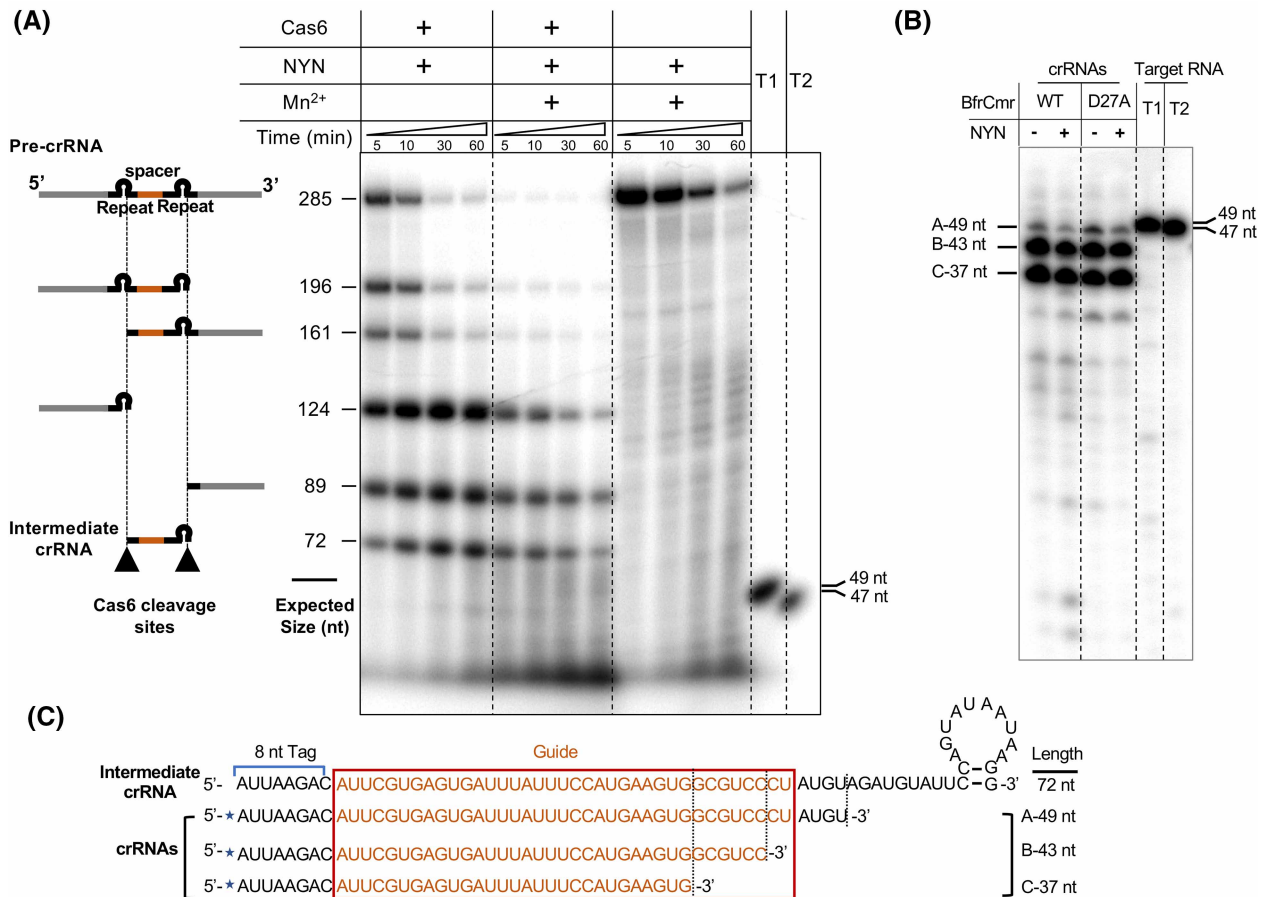 (A)
Cas6 + +
NYN + + +
Mn2+ + +
T1 T2
Time (min) 5 10 30 60 5 10 30 60 5 10 30 60
Pre-crRNA
5’ spacer 3’
Repeat Repeat
285
196
161
124
89
72
Intermediate
crRNA
Cas6 cleavage
sites
Expected
Size (nt)
49 nt
47 nt
(B)
crRNAs Target RNA
BfrCmr WT D27A T1 T2
NYN - + - +
A-49 nt
B-43 nt
C-37 nt
49 nt
47 nt
(C)
8 nt Tag Guide Length
Intermediate
crRNA
5’- AUUAAGAC AUUCGUGAGUGAUUUAUUUCCAUGAAGUGGCGUCCCU AUGUAGAUGUAUUC CAGUAUAAUAAG G -3’ 72 nt
crRNAs
5’- ★ AUUAAGAC AUUCGUGAGUGAUUUAUUUCCAUGAAGUGGCGUCCCU AUGU -3’ A-49 nt
5’- ★ AUUAAGAC AUUCGUGAGUGAUUUAUUUCCAUGAAGUGGCGUCC -3’ B-43 nt
5’- ★ AUUAAGAC AUUCGUGAGUGAUUUAUUUCCAUGAAGUG -3’ C-37 nt